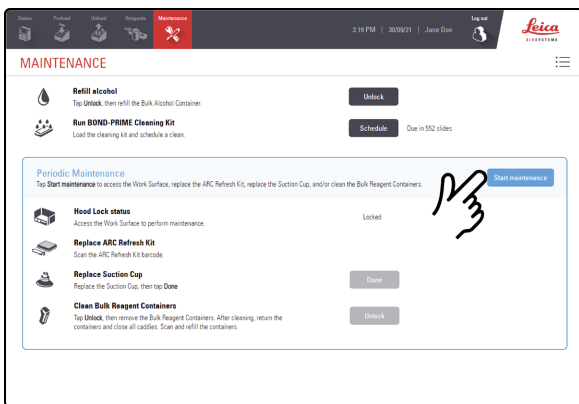 Status Preload Unload Reagents Maintenance
3:19 PM | 30/09/21 | Jane Doe
Log out
Leica
BIOSYSTEMS
MAINTENANCE
Refill alcohol
Tap Unlock, then refill the Bulk Alcohol Container.
Unlock
Run BOND-PRIME Cleaning Kit
Load the cleaning kit and schedule a clean.
Schedule Due in 552 slides
Periodic Maintenance
Tap Start maintenance to access the Work Surface, replace the ARC Refresh Kit, replace the Suction Cup, and/or clean the Bulk Reagent Containers.
Start maintenance
Hood Lock status
Access the Work Surface to perform maintenance.
Locked
Replace ARC Refresh Kit
Scan the ARC Refresh Kit barcode.
Replace Suction Cup
Replace the Suction Cup, then tap Done
Done
Clean Bulk Reagent Containers
Tap Unlock, then remove the Bulk Reagent Containers. After cleaning, return the
containers and close all caddies. Scan and refill the containers.
Unlock